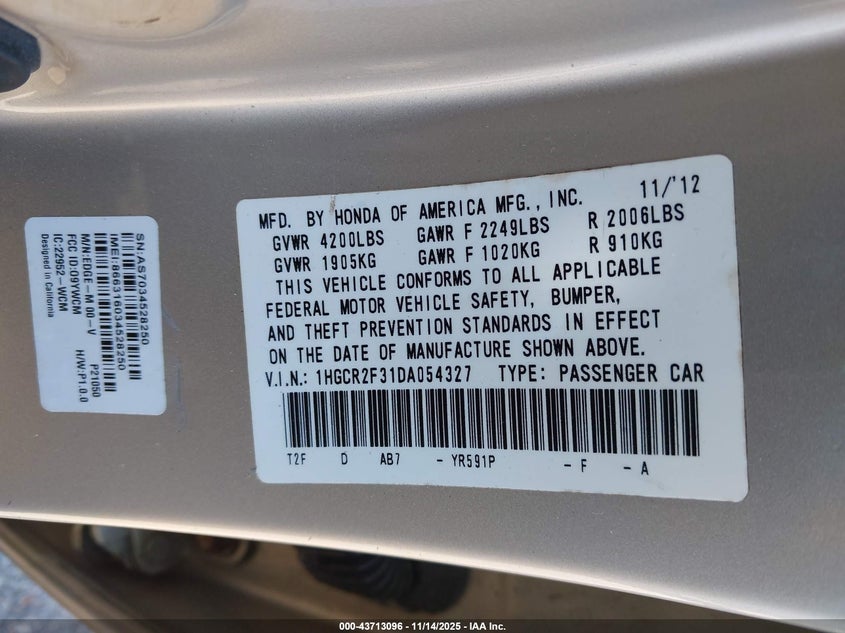 SN:AS7034528250
IMEI:866316034528250
M/N:EDGE-M 00-V P21050
FCC ID:O9YWCM H/W:P1.0.0
IC:22952-WCM
Designed in California
MFD. BY HONDA OF AMERICA MFG., INC. 11/'12
GVWR 4200LBS GAWR F 2249LBS R 2006LBS
GVWR 1905KG GAWR F 1020KG R 910KG
THIS VEHICLE CONFORMS TO ALL APPLICABLE
FEDERAL MOTOR VEHICLE SAFETY, BUMPER,
AND THEFT PREVENTION STANDARDS IN EFFECT
ON THE DATE OF MANUFACTURE SHOWN ABOVE.
V.I.N.: 1HGCR2F31DA054327 TYPE: PASSENGER CAR
T2F D AB7 - YR591P - F - A
000-43713096 - 11/14/2025 - IAA Inc.